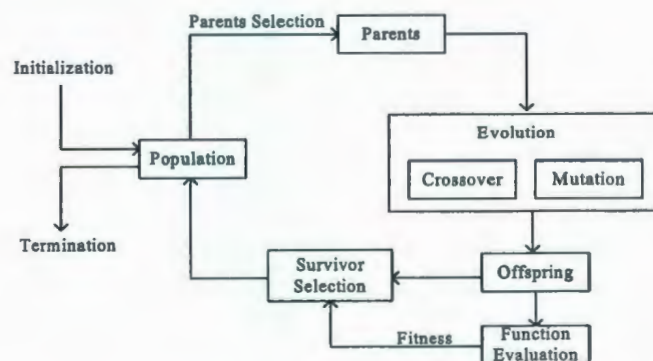 Parents Selection
Parents
Initialization
Evolution
Population
Crossover
Mutation
Termination
Survivor
Selection
Offspring
Fitness
Function
Evaluation